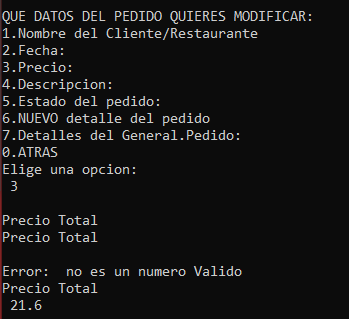 QUE DATOS DEL PEDIDO QUIERES MODIFICAR:
1.Nombre del Cliente/Restaurante
2.Fecha:
3.Precio:
4.Descripcion:
5.Estado del pedido:
6.NUEVO detalle del pedido
7.Detalles del General.Pedido:
0.ATRAS
Elige una opcion:
3
Precio Total
Precio Total
Error:  no es un numero Valido
Precio Total
21.6